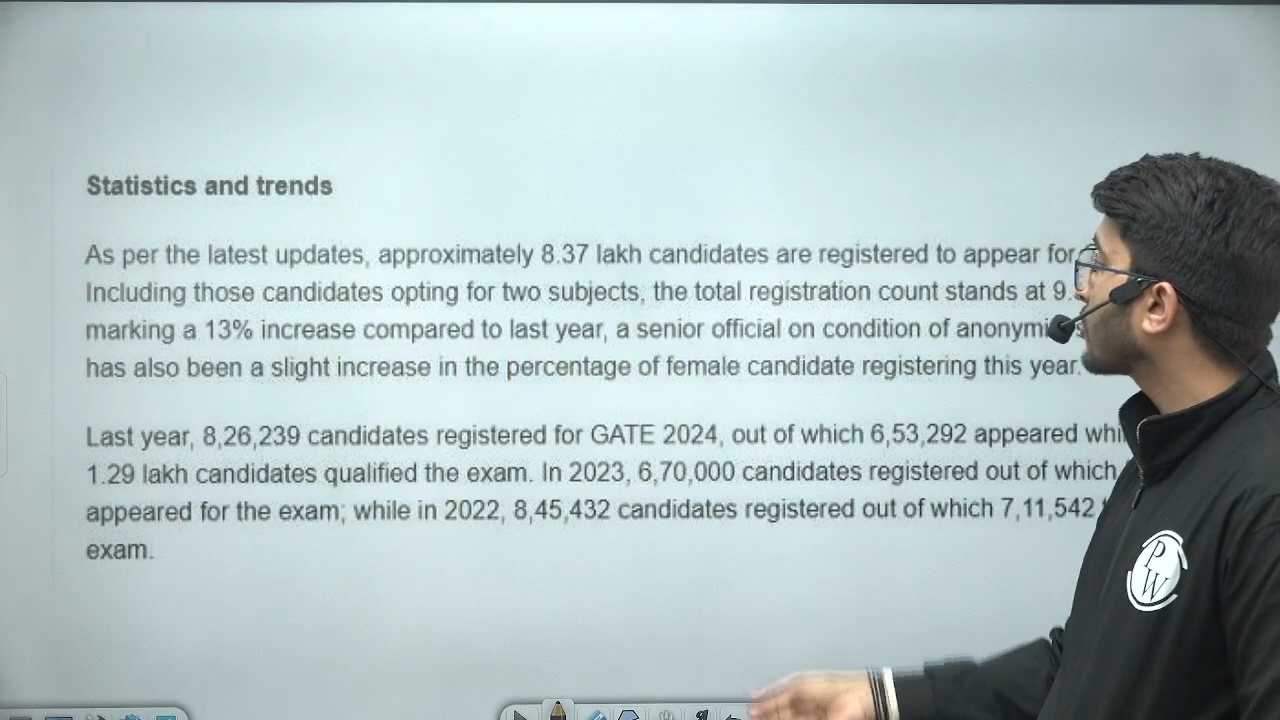 Statistics and trends
As per the latest updates, approximately 8.37 lakh candidates are registered to appear for
Including those candidates opting for two subjects, the total registration count stands at 9.
marking a 13% increase compared to last year, a senior official on condition of
has also been a slight increase in the percentage of female candidate registering this year.
Last year, 8,26,239 candidates registered for GATE 2024, out of which 6,53,292 appeared
1.29 lakh candidates qualified the exam. In 2023, 6,70,000 candidates registered out of which
appeared for the exam; while in 2022, 8,45,432 candidates registered out of which 7,11,542
exam.
PW